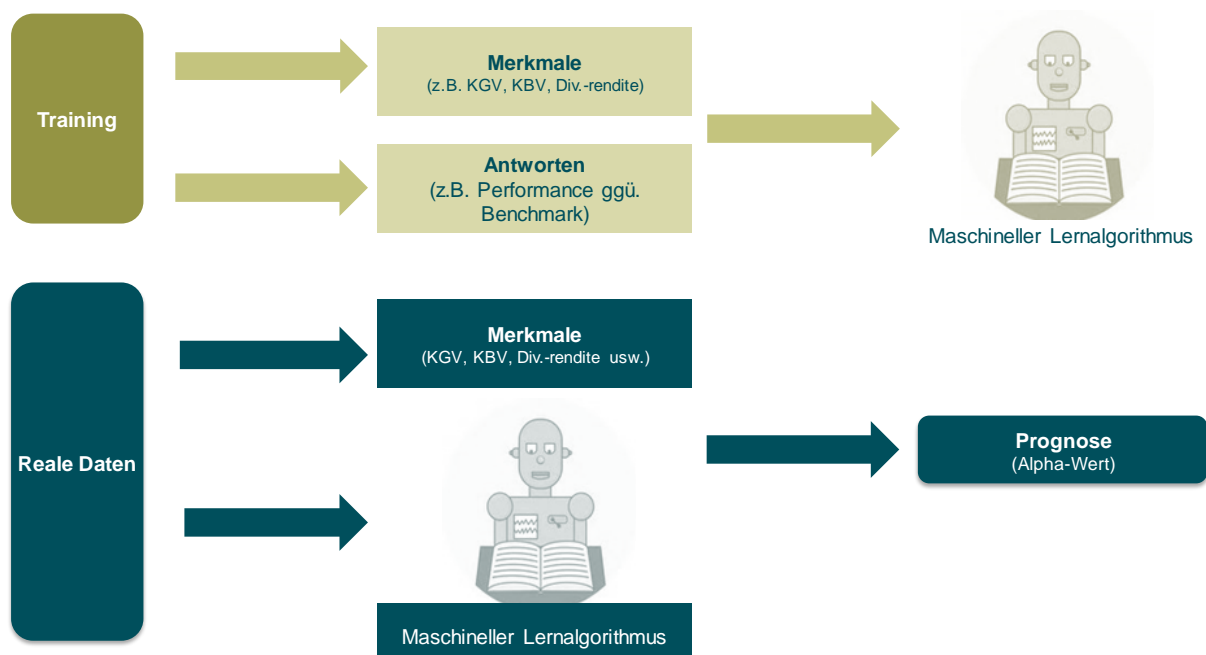 Training
Merkmale
(z.B. KGV, KBV, Div.-rendite)
Antworten
(z.B. Performance ggü.
Benchmark)
Maschineller Lernalgorithmus
Reale Daten
Merkmale
(KGV, KBV, Div.-rendite usw.)
Maschineller Lernalgorithmus
Prognose
(Alpha-Wert)